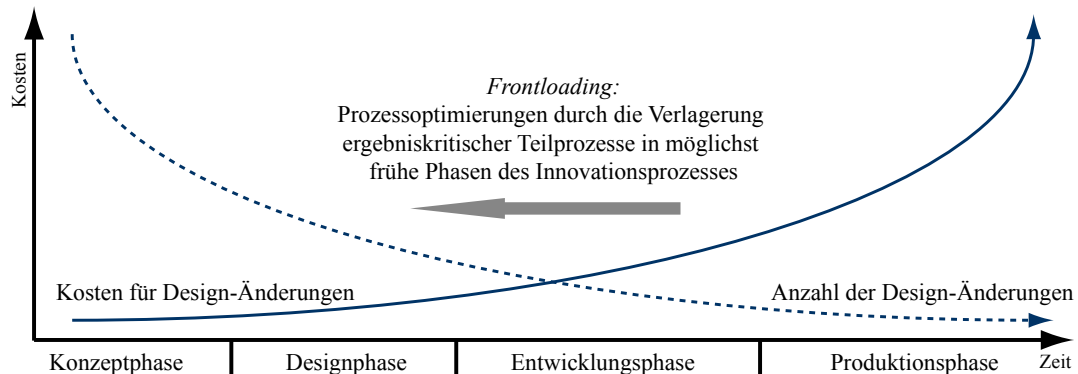 Kosten
Frontloading:
Prozessoptimierungen durch die Verlagerung
ergebniskritischer Teilprozesse in möglichst
frühe Phasen des Innovationsprozesses
Kosten für Design-Änderungen
Anzahl der Design-Änderungen
Konzeptphase
Designphase
Entwicklungsphase
Produktionsphase
Zeit